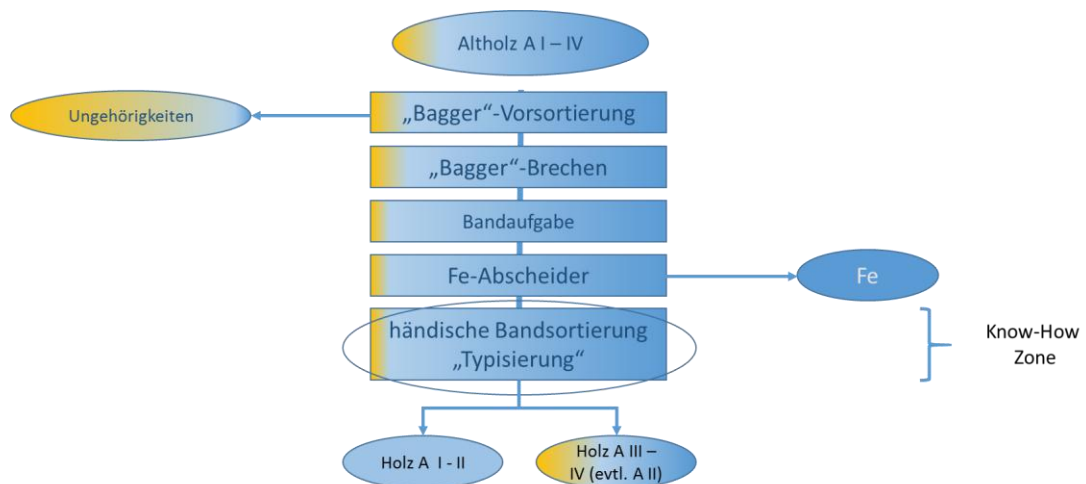 Altholz A I – IV
Ungehörigkeiten
„Bagger“-Vorsortierung
„Bagger“-Brechen
Bandaufgabe
Fe-Abscheider
Fe
händische Bandsortierung
„Typisierung“
Know-How
Zone
Holz A I - II
Holz A III –
IV (evtl. A II)